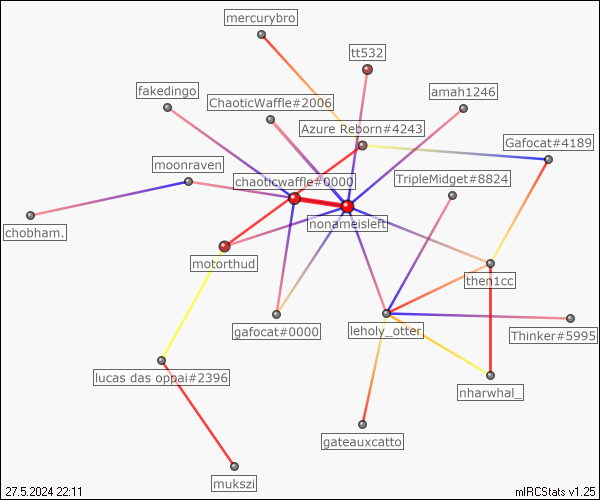 mercurybro
tt532
fakedingo
amah1246
ChaoticWaffle#2006
Azure Reborn#4243
Gafocat#4189
moonraven
chaoticwaffle#0000
TripleMidget#8824
nonameisleft
chobham.
motorthud
then1cc
gafocat#0000
leholy_otter
Thinker#5995
lucas das oppai#2396
nharwhal_
gateauxcatto
mukszi
27.5.2024 22:11
mIRCStats v1.25